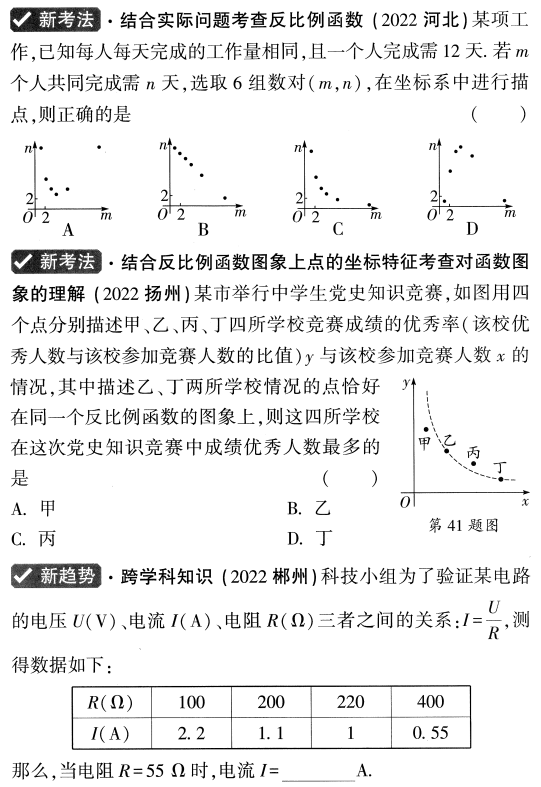 ✓ 新考法 · 结合实际问题考查反比例函数 (2022 河北)某项工
作,已知每人每天完成的工作量相同,且一个人完成需 12 天. 若 m
个人共同完成需 n 天,选取 6 组数对(m,n),在坐标系中进行描
点,则正确的是 ( )
n n n n
2 2 2 2
O 2 m O 2 m O 2 m O 2 m
A B C D
✓ 新考法 · 结合反比例函数图象上点的坐标特征考查对函数图
象的理解 (2022 扬州)某市举行中学生党史知识竞赛,如图用四
个点分别描述甲、乙、丙、丁四所学校竞赛成绩的优秀率(该校优
秀人数与该校参加竞赛人数的比值)y 与该校参加竞赛人数 x 的
情况,其中描述乙、丁两所学校情况的点恰好
在同一个反比例函数的图象上,则这四所学校
在这次党史知识竞赛中成绩优秀人数最多的
是 ( )
A. 甲 B. 乙
C. 丙 D. 丁
y
甲 乙 丙 丁
O x
第 41 题图
✓ 新趋势 · 跨学科知识 (2022 郴州)科技小组为了验证某电路
的电压 U(V)、电流 I(A)、电阻 R(Ω)三者之间的关系:I=U/R,测
得数据如下:
R(Ω) 100 200 220 400
I(A) 2.2 1.1 1 0.55
那么,当电阻 R=55 Ω 时,电流 I=________A.